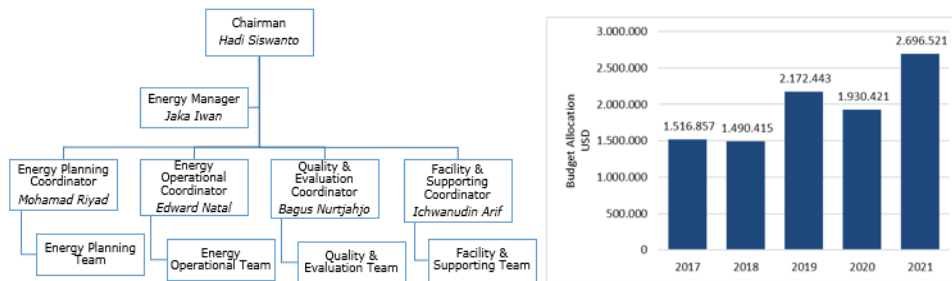 Chairman
Hadi Siswanto
Energy Manager
Jaka Iwan
Energy Planning
Coordinator
Mohamad Riyad
Energy
Operational
Coordinator
Edward Natal
Quality &
Evaluation
Coordinator
Bagus Nurtjahjo
Facility &
Supporting
Coordinator
Ichwanudin Arif
Energy Planning
Team
Energy
Operational Team
Quality &
Evaluation Team
Facility &
Supporting Team
Budget Allocation
USD
3.000.000
2.500.000
2.000.000
1.500.000
1.000.000
500.000
0
1.516.857
1.490.415
2.172.443
1.930.421
2.696.521
2017
2018
2019
2020
2021